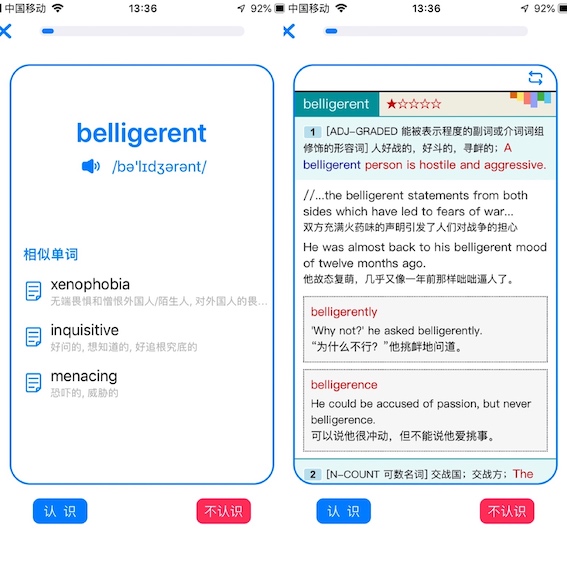 中国移动 13:36 92%
belligerent
/bə'lɪdʒərənt/
相似单词
xenophobia
无端畏惧和憎恨外国人/陌生人, 对外国人的畏...
inquisitive
好问的, 想知道的, 好追根究底的
menacing
恐吓的, 威胁的
认 识 不认识
中国移动 13:36 92%
belligerent ★☆☆☆☆
1 [ADJ-GRADED 能被表示程度的副词或介词词组
修饰的形容词] 人好战的，好斗的，寻衅的；A
belligerent person is hostile and aggressive.
//...the belligerent statements from both
sides which have led to fears of war...
双方充满火药味的声明引发了人们对战争的担心
He was almost back to his belligerent mood
of twelve months ago.
他故态复萌，几乎又像一年前那样咄咄逼人了。
belligerently
'Why not?' he asked belligerently.
“为什么不行？”他挑衅地问道。
belligerence
He could be accused of passion, but never
belligerence.
可以说他很冲动，但不能说他爱挑事。
2 [N-COUNT 可数名词] 交战国；交战方；The
认 识 不认识